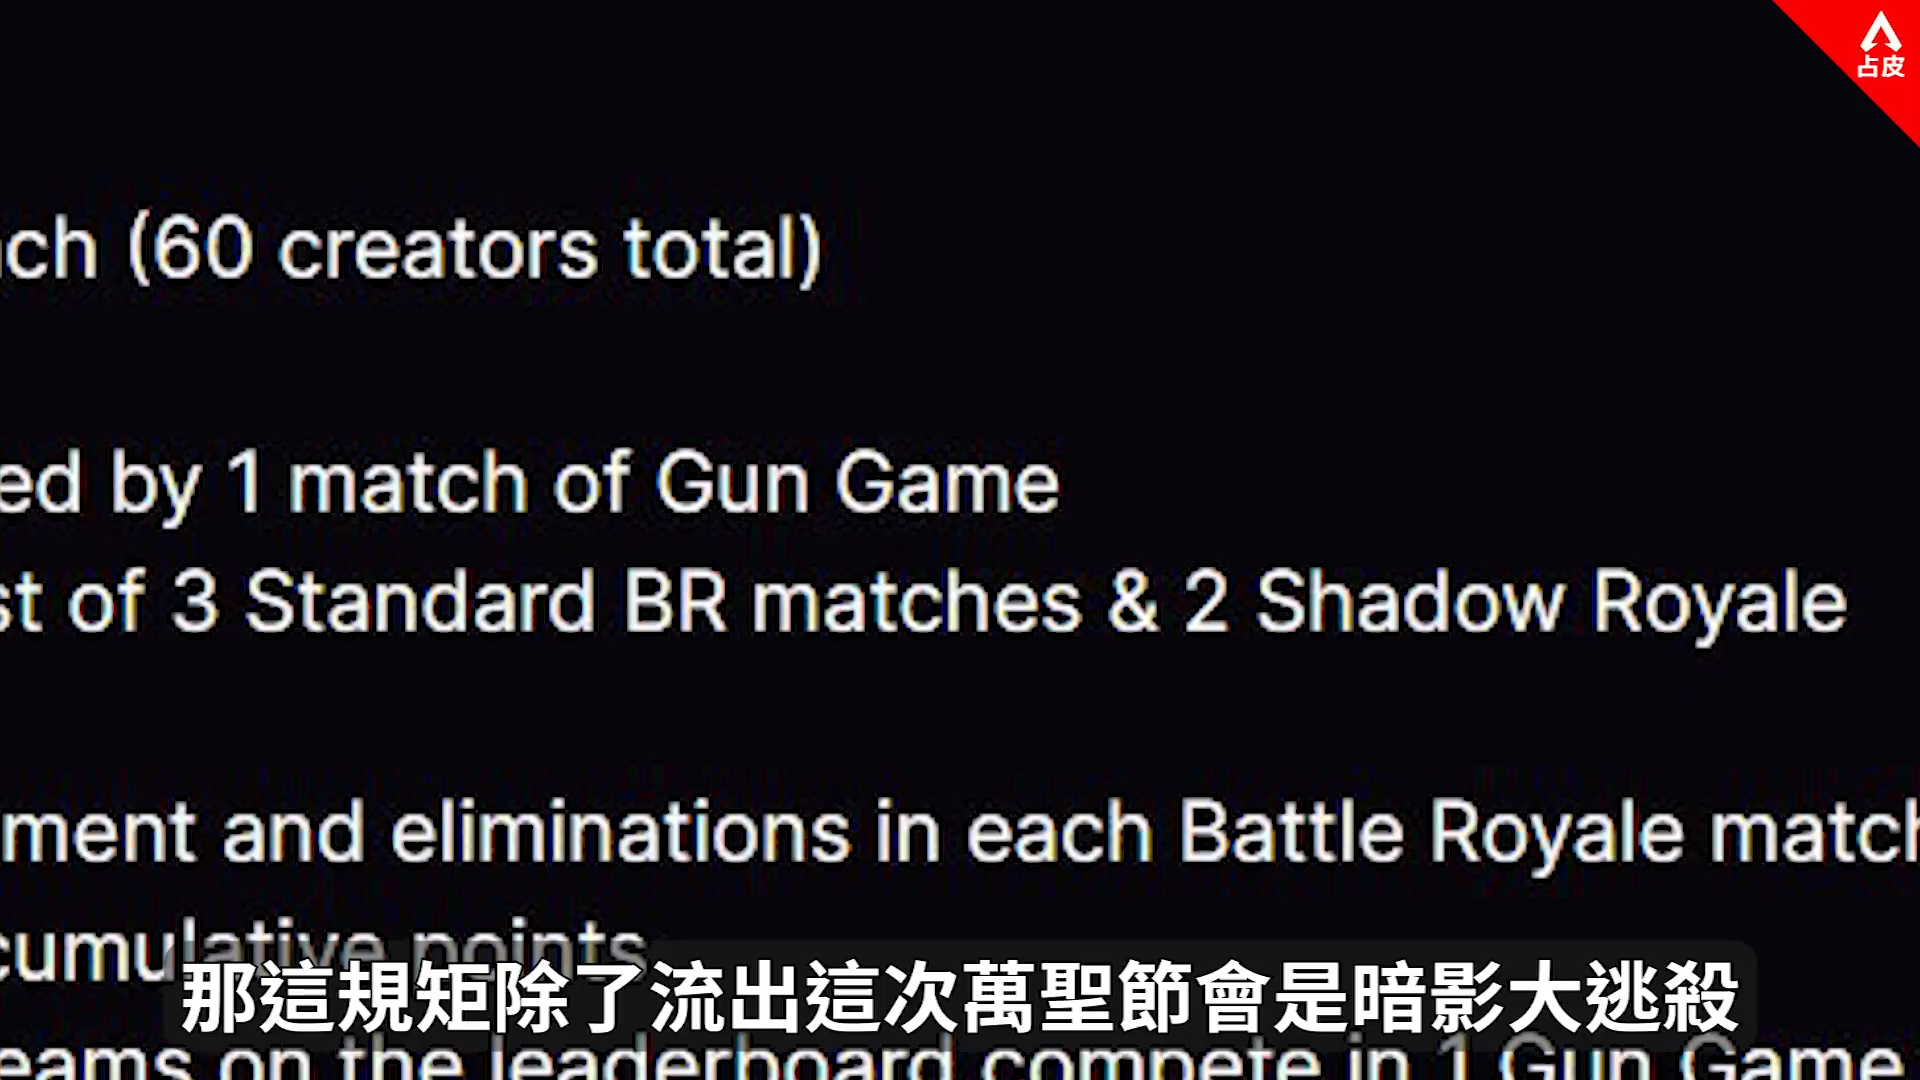 占皮
ach (60 creators total)
ed by 1 match of Gun Game
st of 3 Standard BR matches & 2 Shadow Royale
ment and eliminations in each Battle Royale match
cumulative points
那這規矩除了流出這次萬聖節會是暗影大逃殺
eams on the leaderboard compete in 1 Gun Game